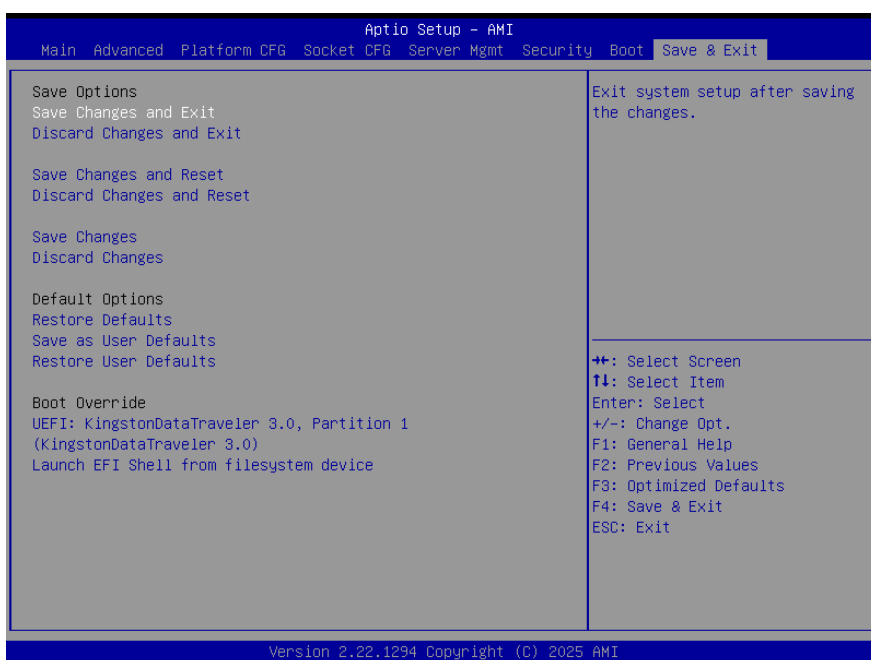 Aptio Setup - AMI
Main Advanced Platform CFG Socket CFG Server Mgmt Security Boot Save & Exit
Save Options
Save Changes and Exit
Discard Changes and Exit
Save Changes and Reset
Discard Changes and Reset
Save Changes
Discard Changes
Default Options
Restore Defaults
Save as User Defaults
Restore User Defaults
Boot Override
UEFI: KingstonDataTraveler 3.0, Partition 1
(KingstonDataTraveler 3.0)
Launch EFI Shell from filesystem device
Exit system setup after saving
the changes.
→←: Select Screen
↑↓: Select Item
Enter: Select
+/-: Change Opt.
F1: General Help
F2: Previous Values
F3: Optimized Defaults
F4: Save & Exit
ESC: Exit
Version 2.22.1294 Copyright (C) 2025 AMI